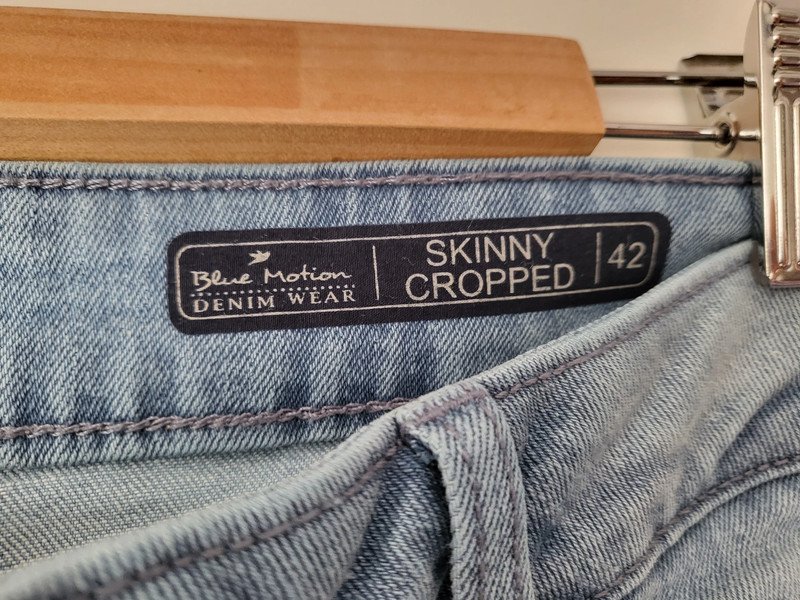 Blue Motion
DENIM WEAR
SKINNY
CROPPED
42